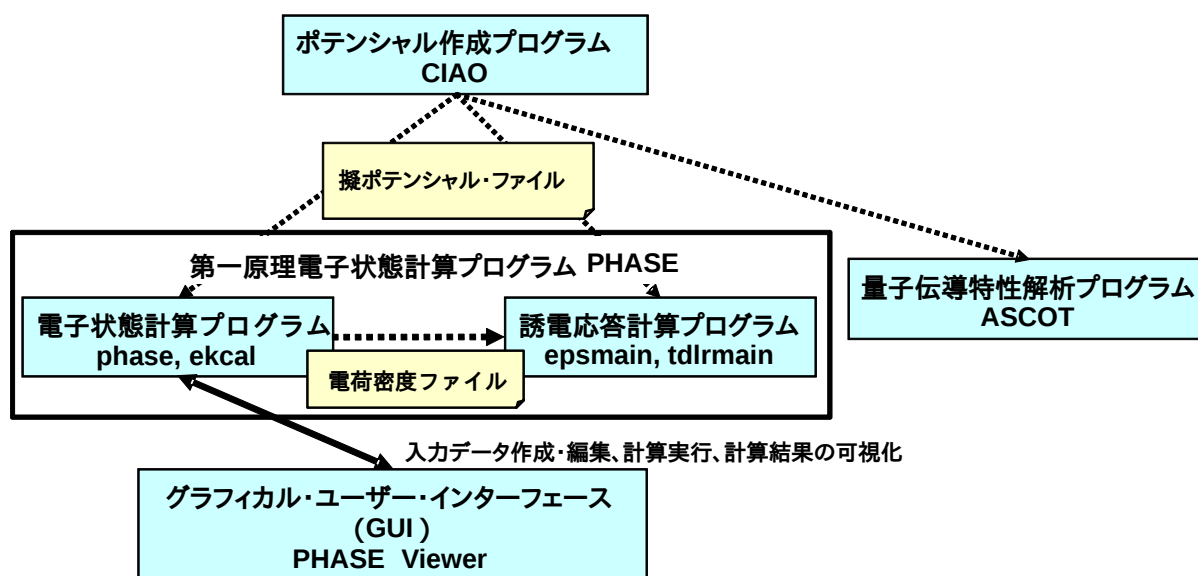 ポテンシャル作成プログラム
CIAO
擬ポテンシャル・ファイル
第一原理電子状態計算プログラム PHASE
電子状態計算プログラム
phase, ekcal
誘電応答計算プログラム
epsmain, tdlrmain
電荷密度ファイル
量子伝導特性解析プログラム
ASCOT
入力データ作成・編集、計算実行、計算結果の可視化
グラフィカル・ユーザー・インターフェース
(GUI)
PHASE Viewer